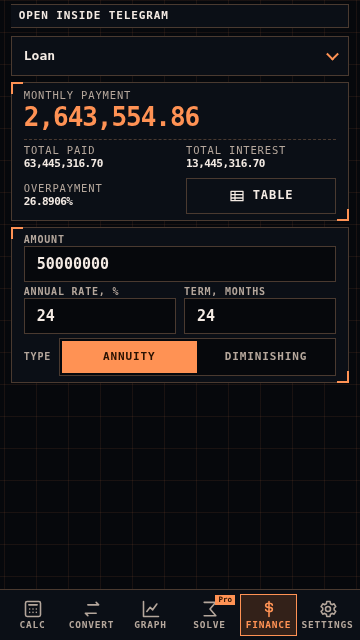 OPEN INSIDE TELEGRAM
Loan
MONTHLY PAYMENT
2,643,554.86
TOTAL PAID TOTAL INTEREST
63,445,316.70 13,445,316.70
OVERPAYMENT
26.8906%
TABLE
AMOUNT
50000000
ANNUAL RATE, % TERM, MONTHS
24 24
TYPE ANNUITY DIMINISHING
Pro
CALC CONVERT GRAPH SOLVE FINANCE SETTINGS